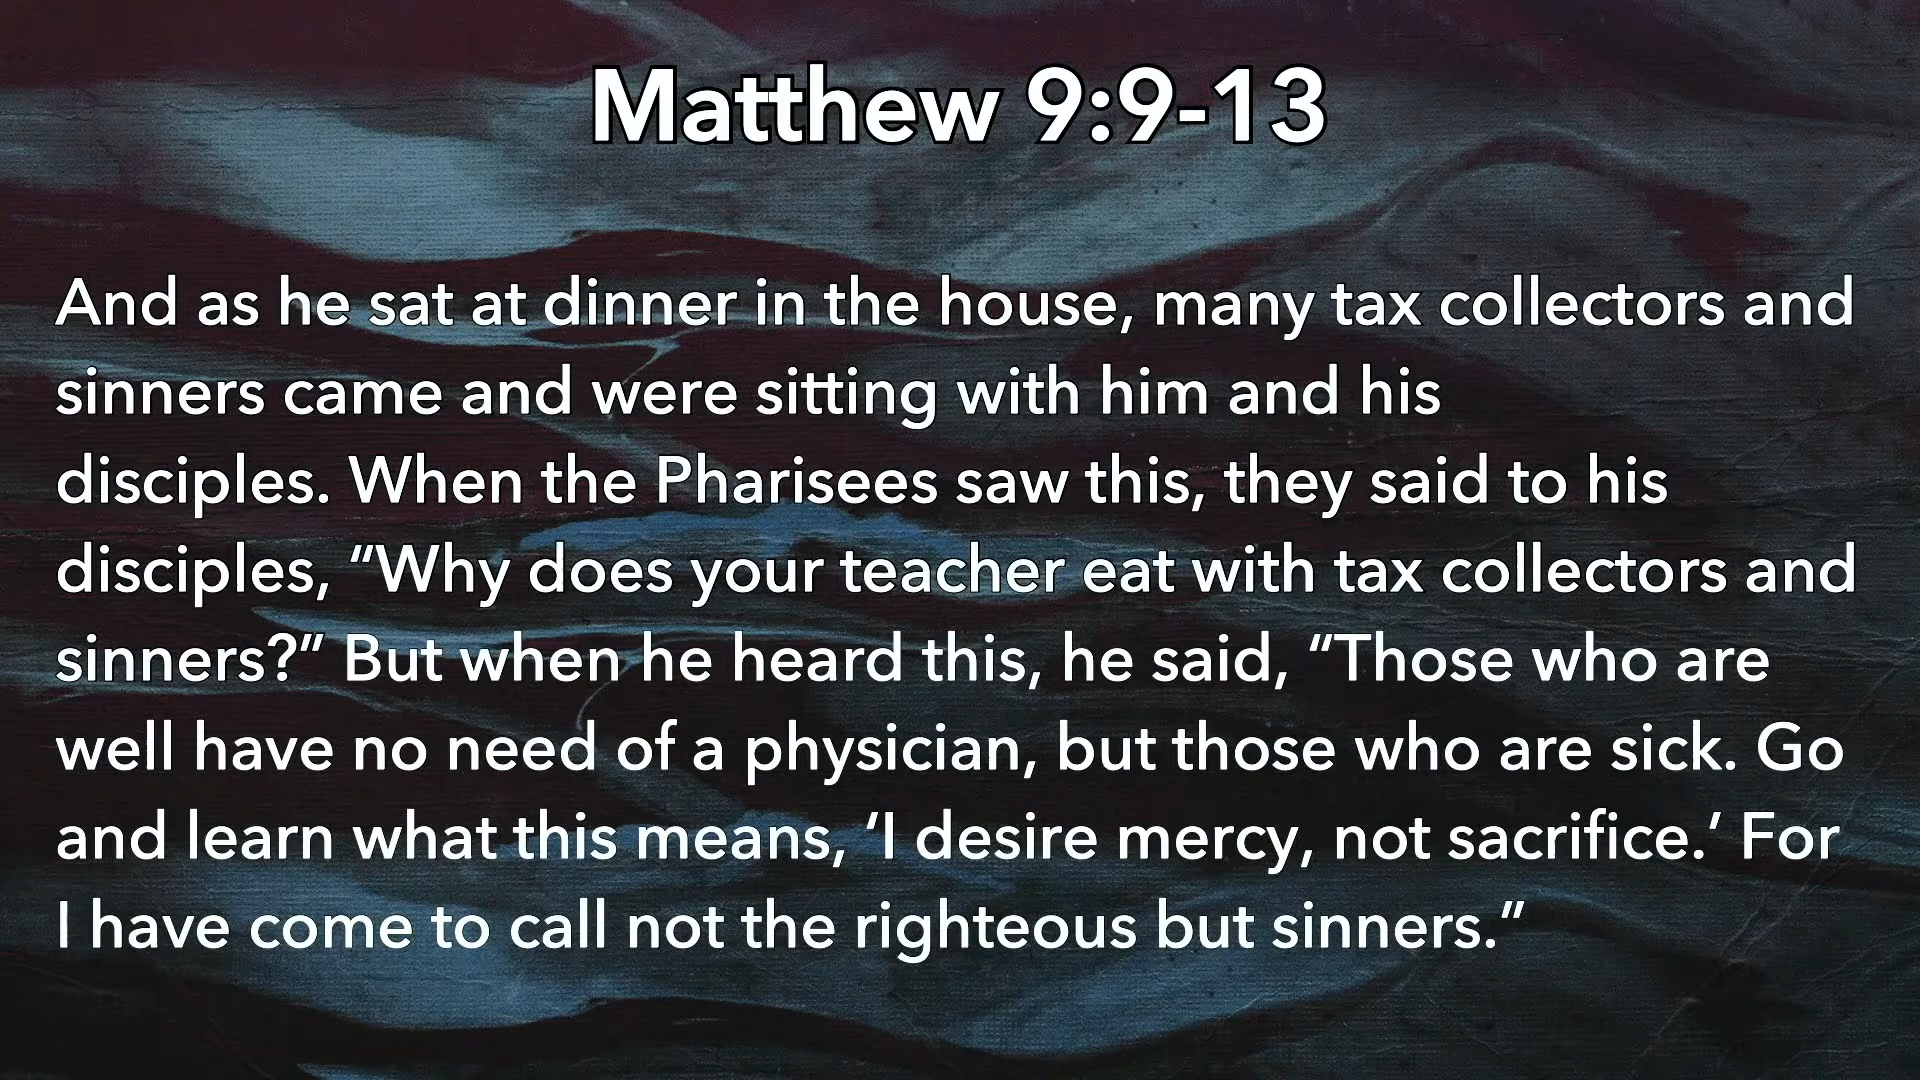 Matthew 9:9-13
And as he sat at dinner in the house, many tax collectors and
sinners came and were sitting with him and his
disciples. When the Pharisees saw this, they said to his
disciples, “Why does your teacher eat with tax collectors and
sinners?” But when he heard this, he said, “Those who are
well have no need of a physician, but those who are sick. Go
and learn what this means, ‘I desire mercy, not sacrifice.’ For
I have come to call not the righteous but sinners.”